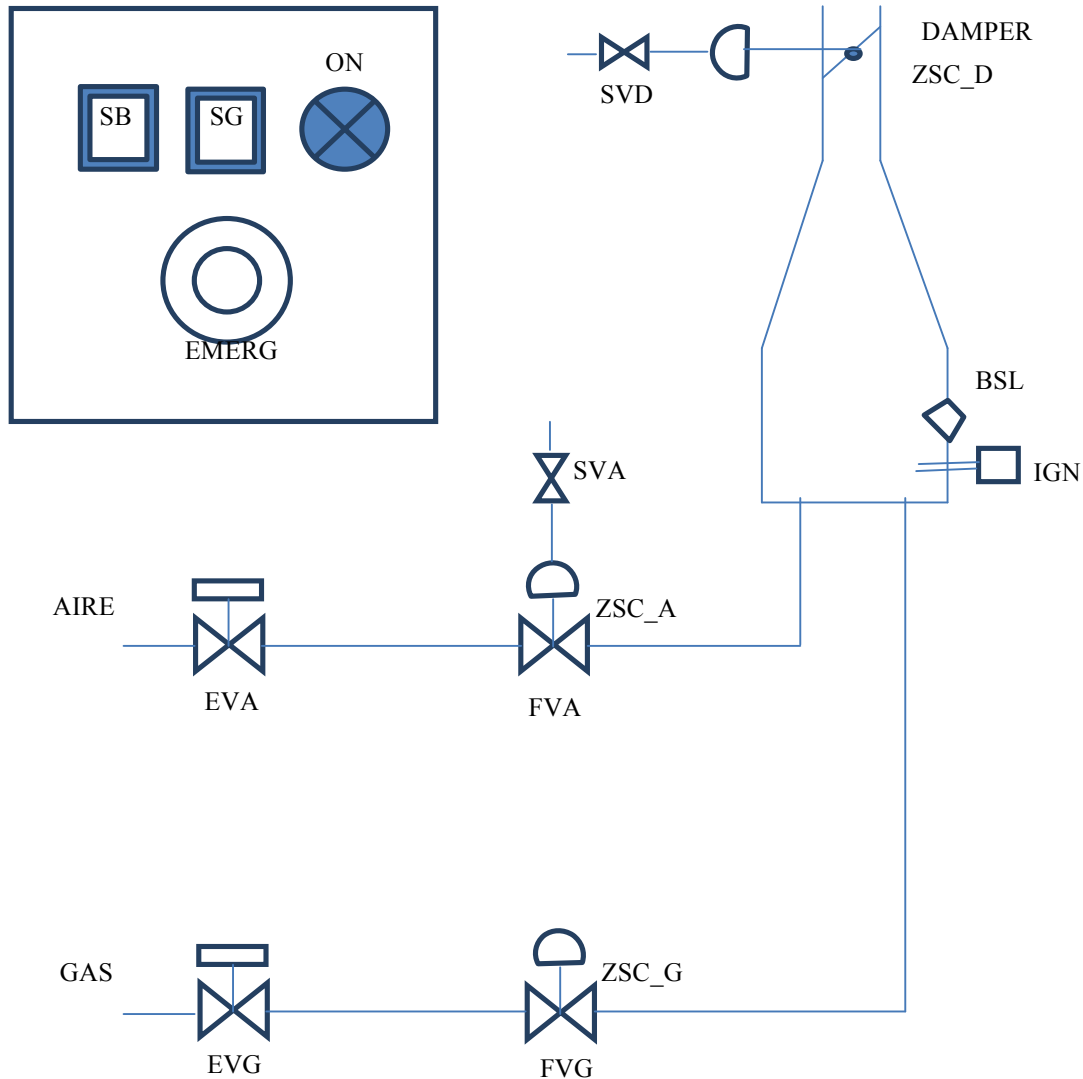 ON
SB
SG
EMERG
DAMPER
ZSC_D
SVD
BSL
IGN
SVA
AIRE
ZSC_A
EVA
FVA
GAS
ZSC_G
EVG
FVG